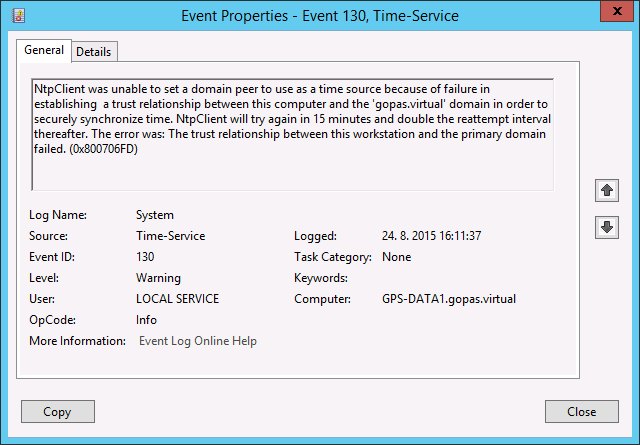 Event Properties - Event 130, Time-Service
x
General Details
NtpClient was unable to set a domain peer to use as a time source because of failure in
establishing  a trust relationship between this computer and the 'gopas.virtual' domain in order to
securely synchronize time. NtpClient will try again in 15 minutes and double the reattempt interval
thereafter. The error was: The trust relationship between this workstation and the primary domain
failed. (0x800706FD)
Log Name: System
Source: Time-Service Logged: 24. 8. 2015 16:11:37
Event ID: 130 Task Category: None
Level: Warning Keywords:
User: LOCAL SERVICE Computer: GPS-DATA1.gopas.virtual
OpCode: Info
More Information: Event Log Online Help
Copy Close